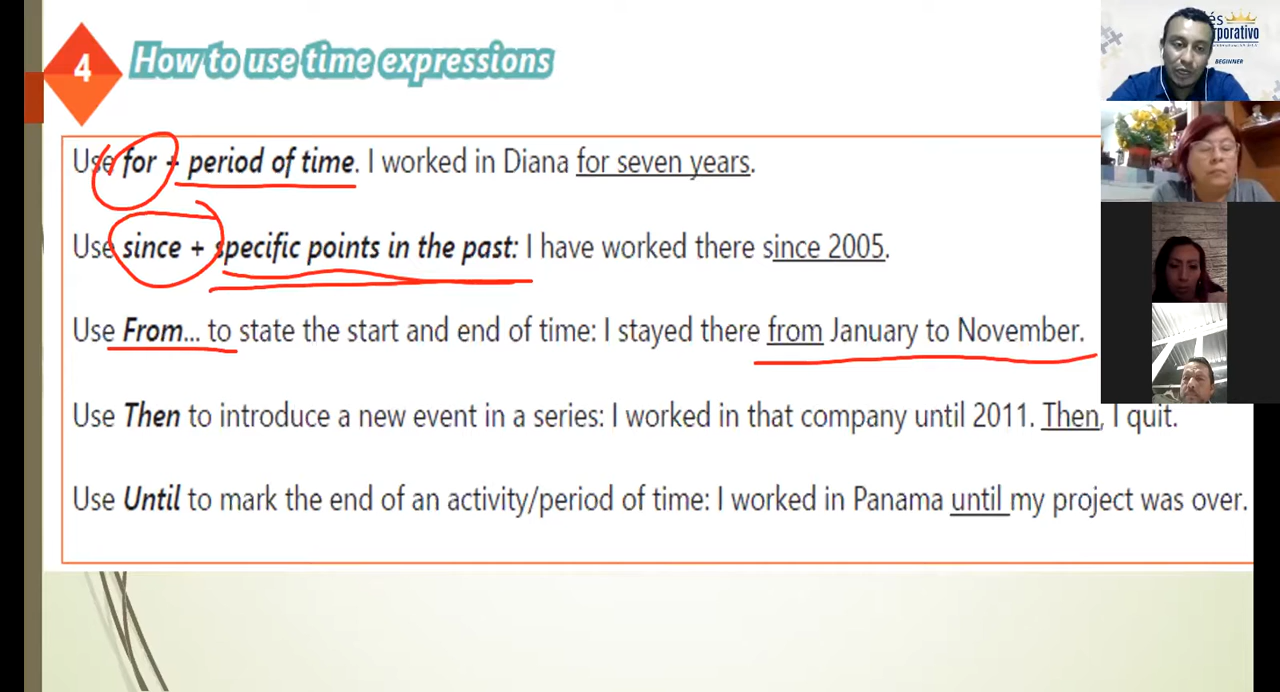 4
How to use time expressions
Use for + period of time. I worked in Diana for seven years.
Use since + specific points in the past: I have worked there since 2005.
Use From... to state the start and end of time: I stayed there from January to November.
Use Then to introduce a new event in a series: I worked in that company until 2011. Then, I quit.
Use Until to mark the end of an activity/period of time: I worked in Panama until my project was over.
BEGINNER